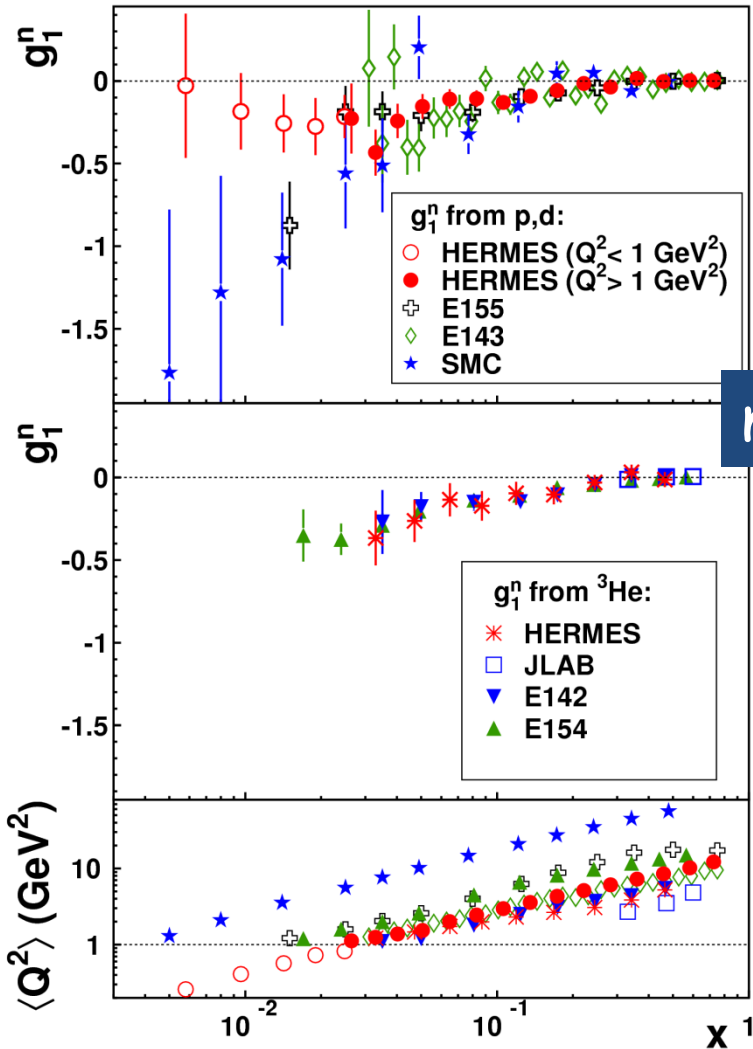 g₁ⁿ
0
-0.5
-1
-1.5
g₁ⁿ from p,d:
HERMES (Q² < 1 GeV²)
HERMES (Q² > 1 GeV²)
E155
E143
SMC
g₁ⁿ
0
-0.5
-1
-1.5
g₁ⁿ from ³He:
HERMES
JLAB
E142
E154
⟨Q²⟩ (GeV²)
10
1
10⁻² 10⁻¹ 1
x